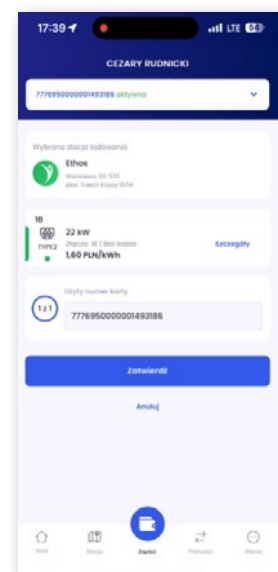 17:39
LTE
CEZARY RUDNICKI
7776950000001493186 aktywna
Wybrana stacja ładowania
Ethos
Warszawa 00-535
plac Trzech Krzyży 10/14
1B
22 kW
TYPE2
Złącze: 1B | Bez kabla
Szczegóły
1,60 PLN/kWh
Użyty numer karty
1 z 1
7776950000001493186
Zatwierdź
Anuluj
Start
Stacje
Zapłać
Płatności
Więcej